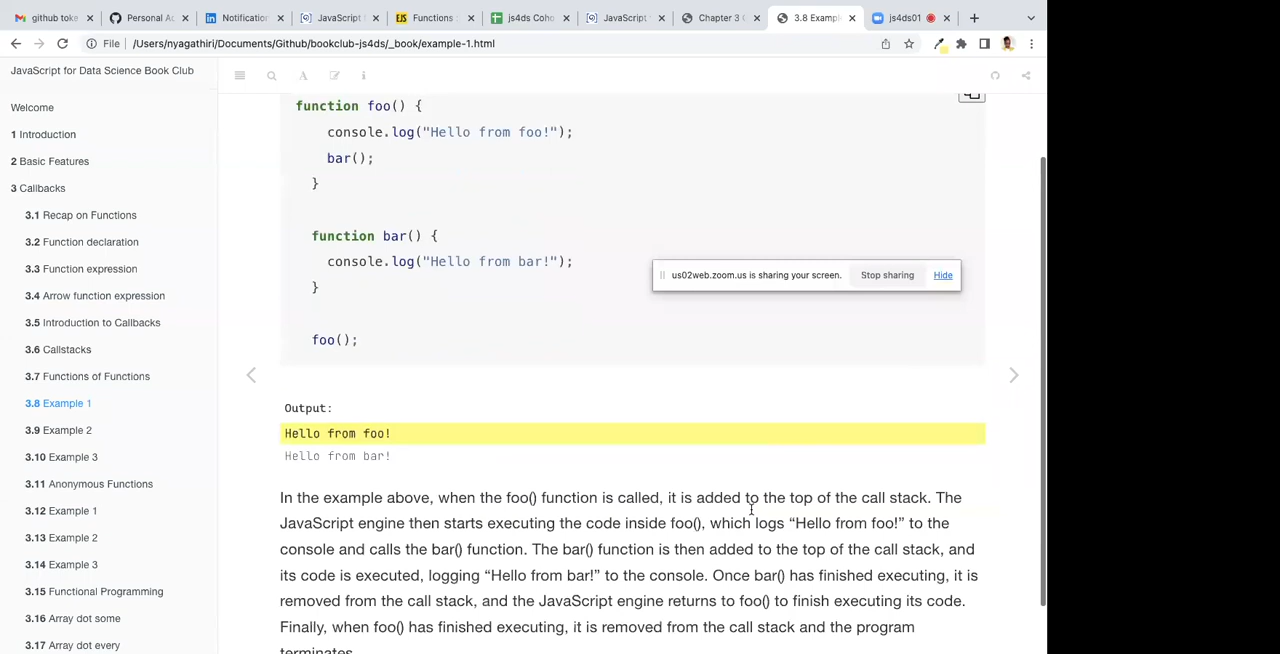 github toke
Personal Ac
Notification
JavaScript
EJS
Functions
js4ds Coho
JavaScript
Chapter 3
3.8 Exampl
js4ds01
File
/Users/nyagathiri/Documents/Github/bookclub-js4ds/_book/example-1.html
JavaScript for Data Science Book Club
Welcome
1 Introduction
2 Basic Features
3 Callbacks
3.1 Recap on Functions
3.2 Function declaration
3.3 Function expression
3.4 Arrow function expression
3.5 Introduction to Callbacks
3.6 Callstacks
3.7 Functions of Functions
3.8 Example 1
3.9 Example 2
3.10 Example 3
3.11 Anonymous Functions
3.12 Example 1
3.13 Example 2
3.14 Example 3
3.15 Functional Programming
3.16 Array dot some
3.17 Array dot every
function foo() {
console.log("Hello from foo!");
bar();
}
function bar() {
console.log("Hello from bar!");
}
foo();
us02web.zoom.us is sharing your screen.
Stop sharing
Hide
Output:
Hello from foo!
Hello from bar!
In the example above, when the foo() function is called, it is added to the top of the call stack. The
JavaScript engine then starts executing the code inside foo(), which logs “Hello from foo!” to the
console and calls the bar() function. The bar() function is then added to the top of the call stack, and
its code is executed, logging “Hello from bar!” to the console. Once bar() has finished executing, it is
removed from the call stack, and the JavaScript engine returns to foo() to finish executing its code.
Finally, when foo() has finished executing, it is removed from the call stack and the program
terminates.